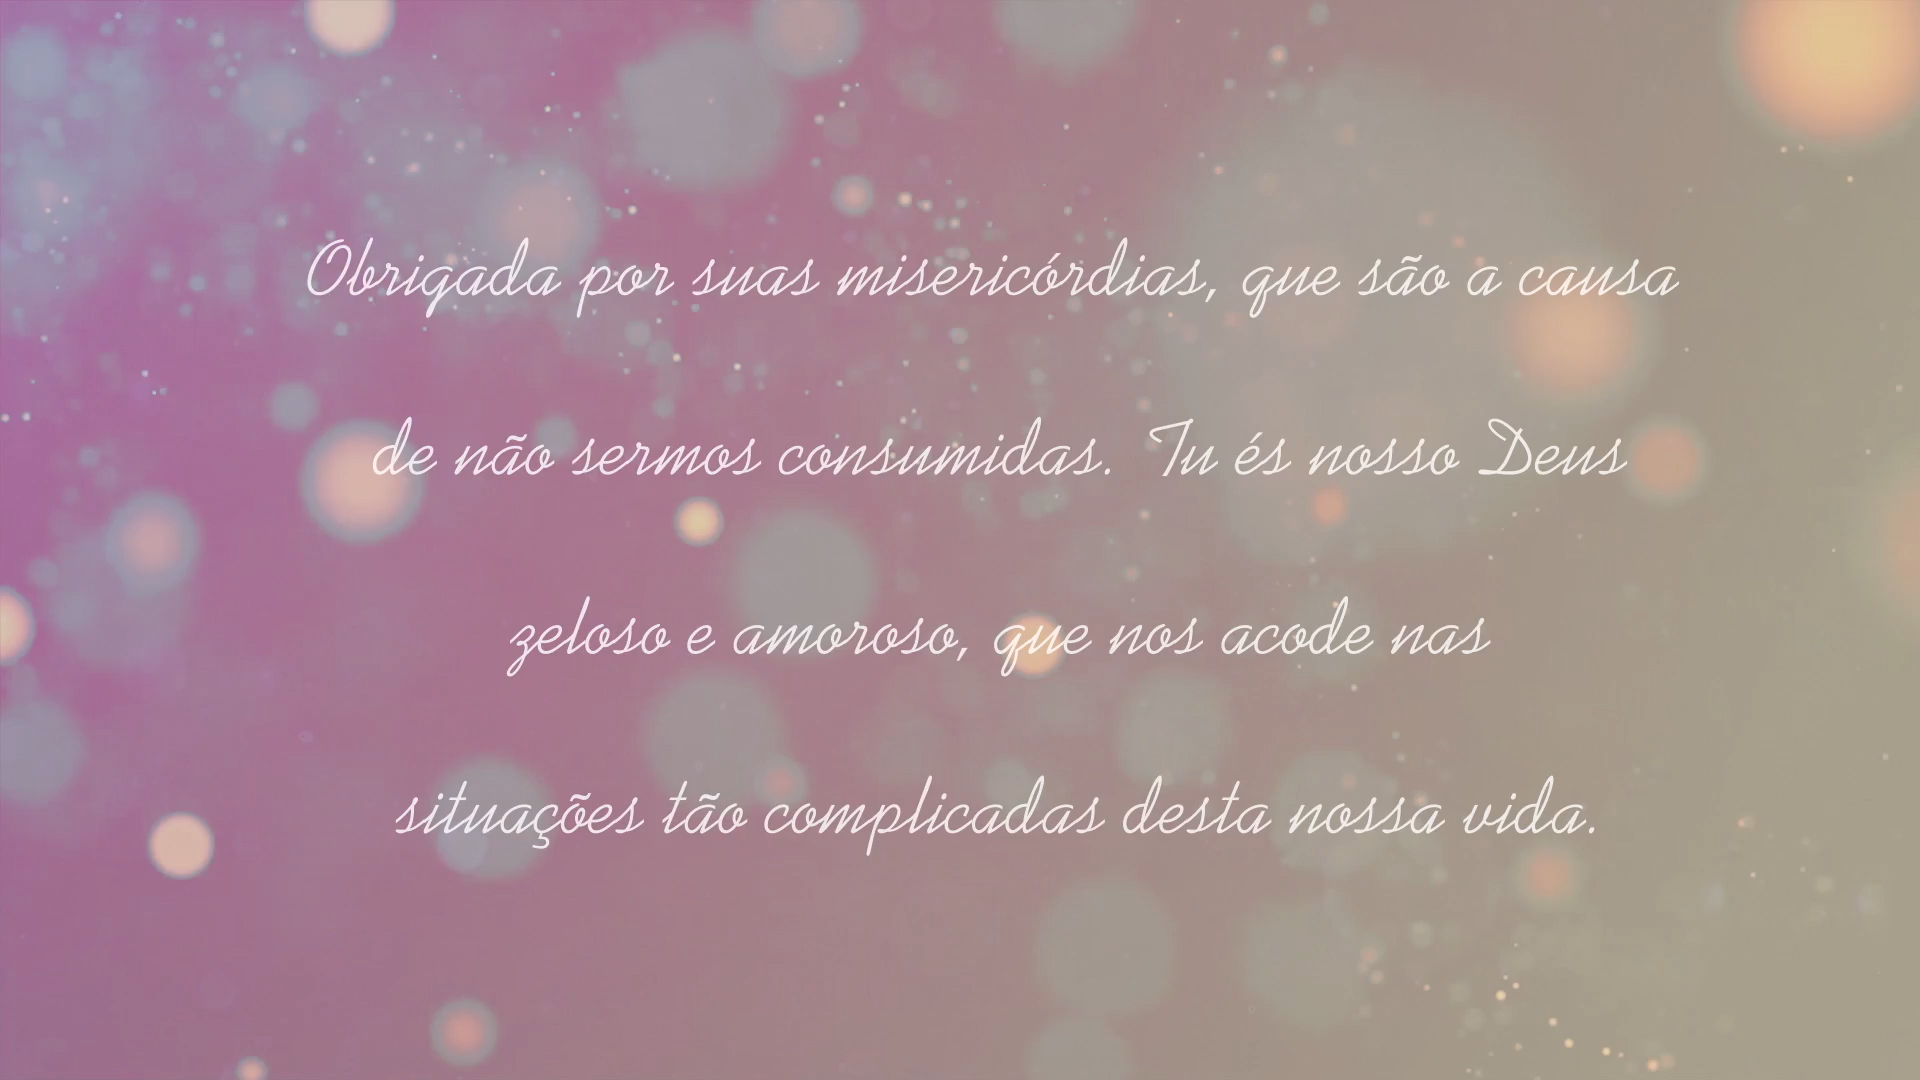 Obrigada por suas misericórdias, que são a causa
de não sermos consumidas. Tu és nosso Deus
zeloso e amoroso, que nos acode nas
situações tão complicadas desta nossa vida.